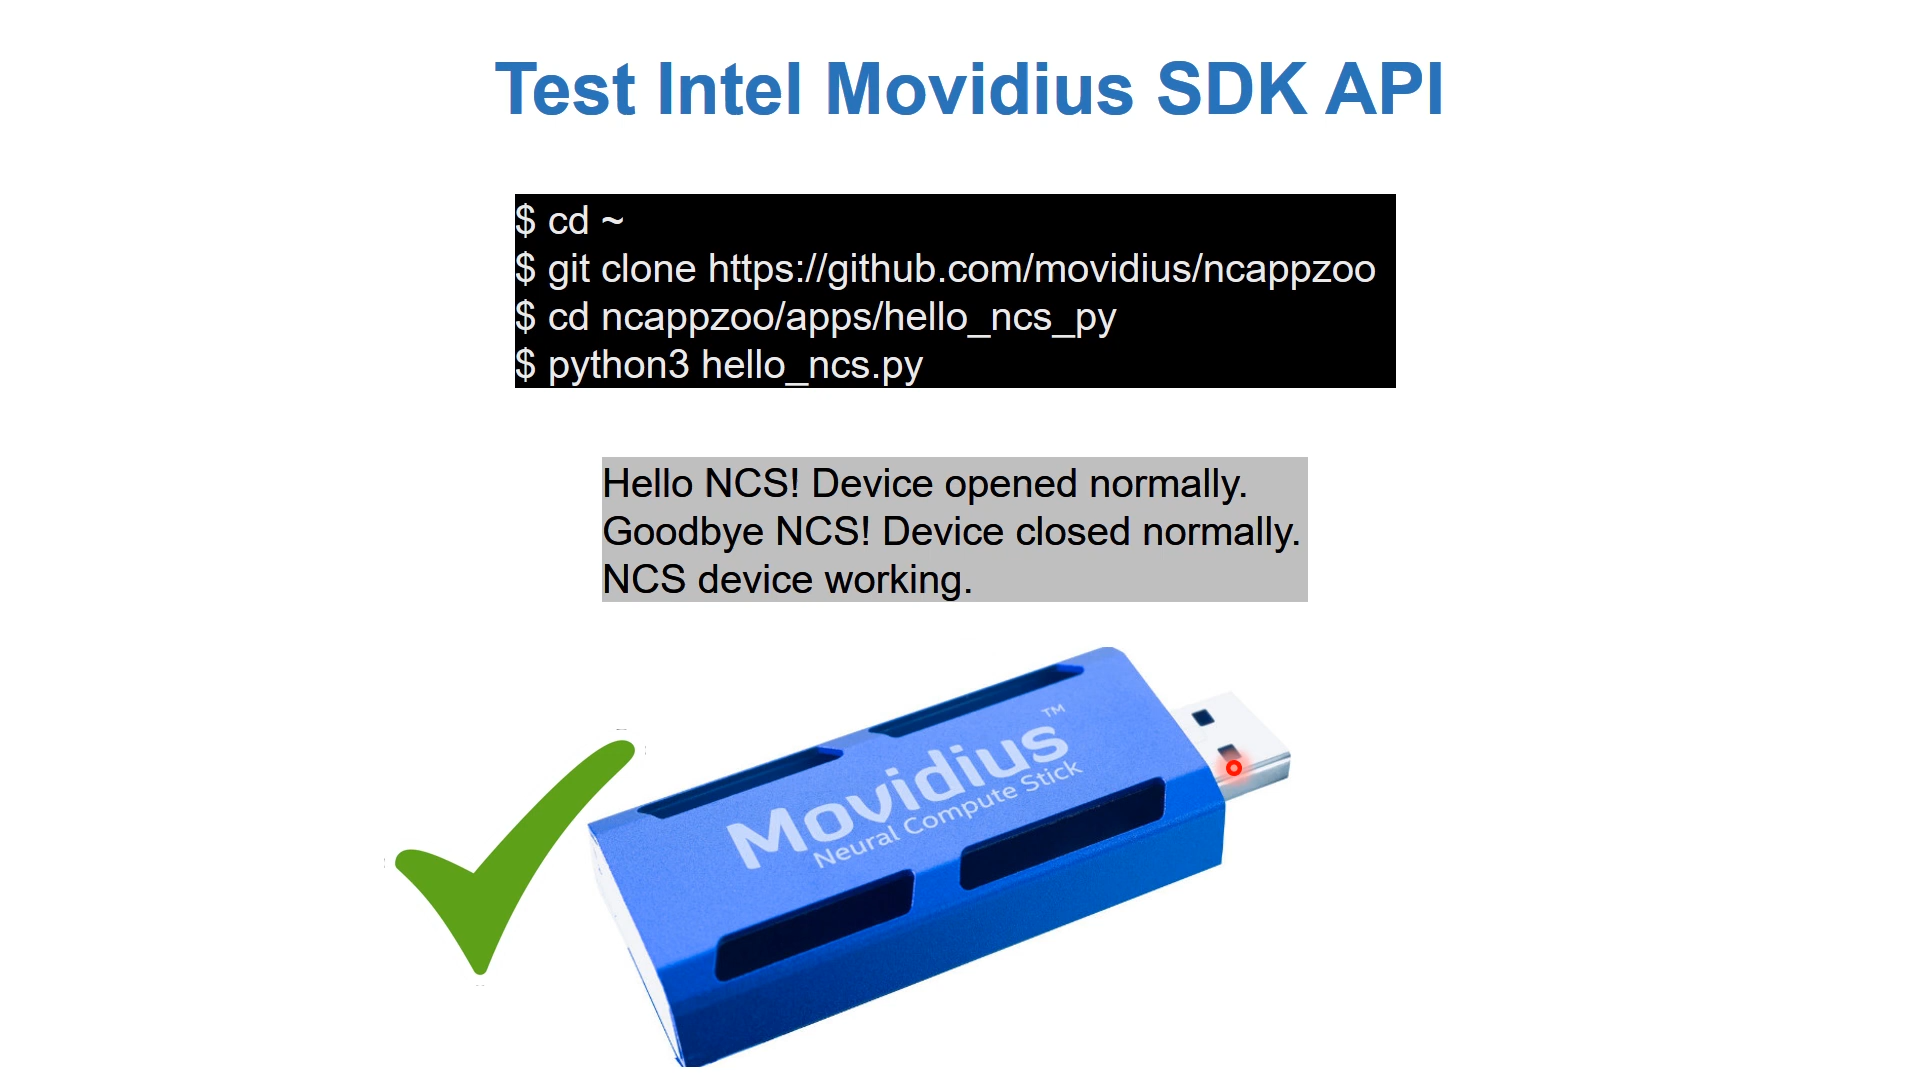 Test Intel Movidius SDK API
$ cd ~
$ git clone https://github.com/movidius/ncappzoo
$ cd ncappzoo/apps/hello_ncs_py
$ python3 hello_ncs.py
Hello NCS! Device opened normally.
Goodbye NCS! Device closed normally.
NCS device working.
Movidius™
Neural Compute Stick